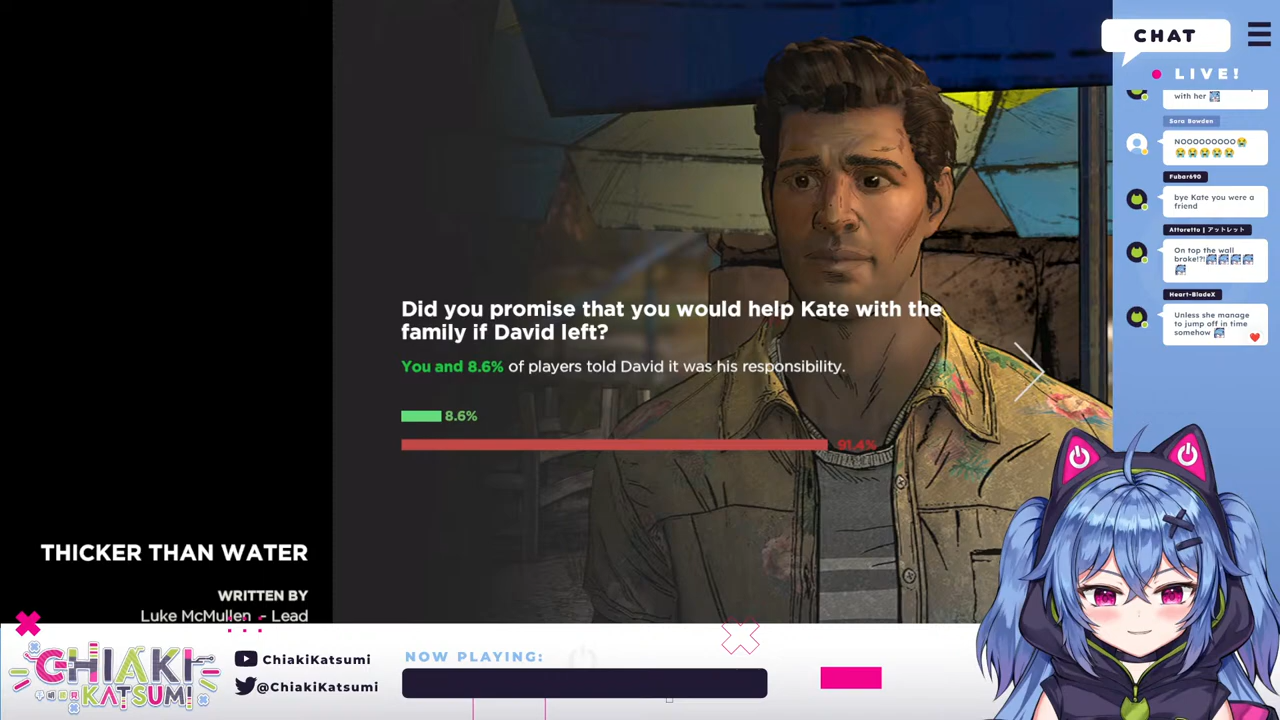 CHAT
LIVE!
with her
Sora Bowden
NOOOOOOOOO😭
😭😭😭😭😭
Fubar690
bye Kate you were a
friend
Attoretto | アットレット
On top the wall
broke!?!
Heart-BladeX
Unless she manage
to jump off in time
somehow
Did you promise that you would help Kate with the
family if David left?
You and 8.6% of players told David it was his responsibility.
8.6%
91.4%
THICKER THAN WATER
WRITTEN BY
Luke McMullen - Lead
CHIAKI
KATSUMI
ChiakiKatsumi
@ChiakiKatsumi
NOW PLAYING: